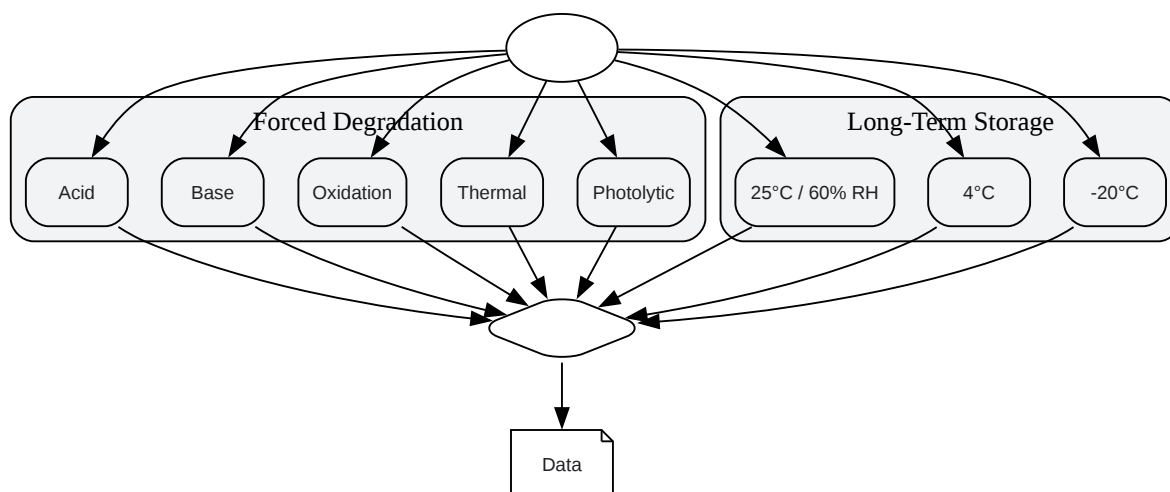 Forced Degradation
Long-Term Storage
Acid
Base
Oxidation
Thermal
Photolytic
25°C / 60% RH
4°C
-20°C
Data